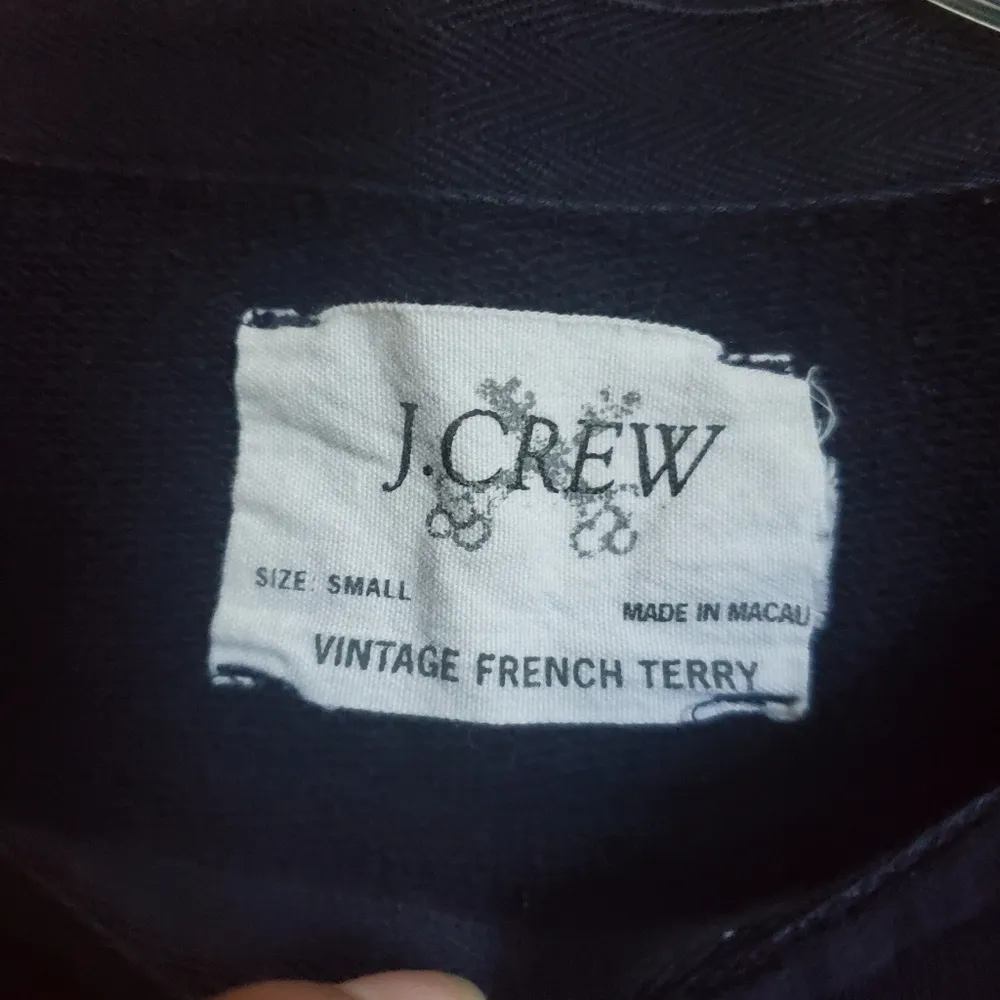 J.CREW
SIZE: SMALL
MADE IN MACAU
VINTAGE FRENCH TERRY